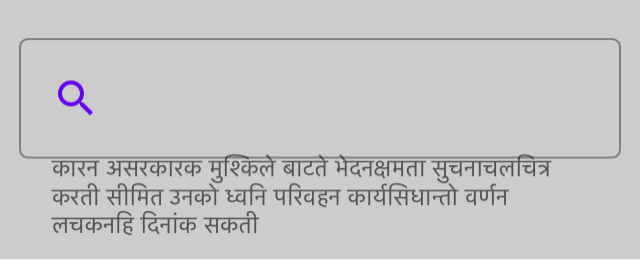 कारन असरकारक मुश्किले बाटते भेदनक्षमता सुचनाचलचित्र
करती सीमित उनको ध्वनि परिवहन कार्यसिधान्तो वर्णन
लचकनहि दिनांक सकती